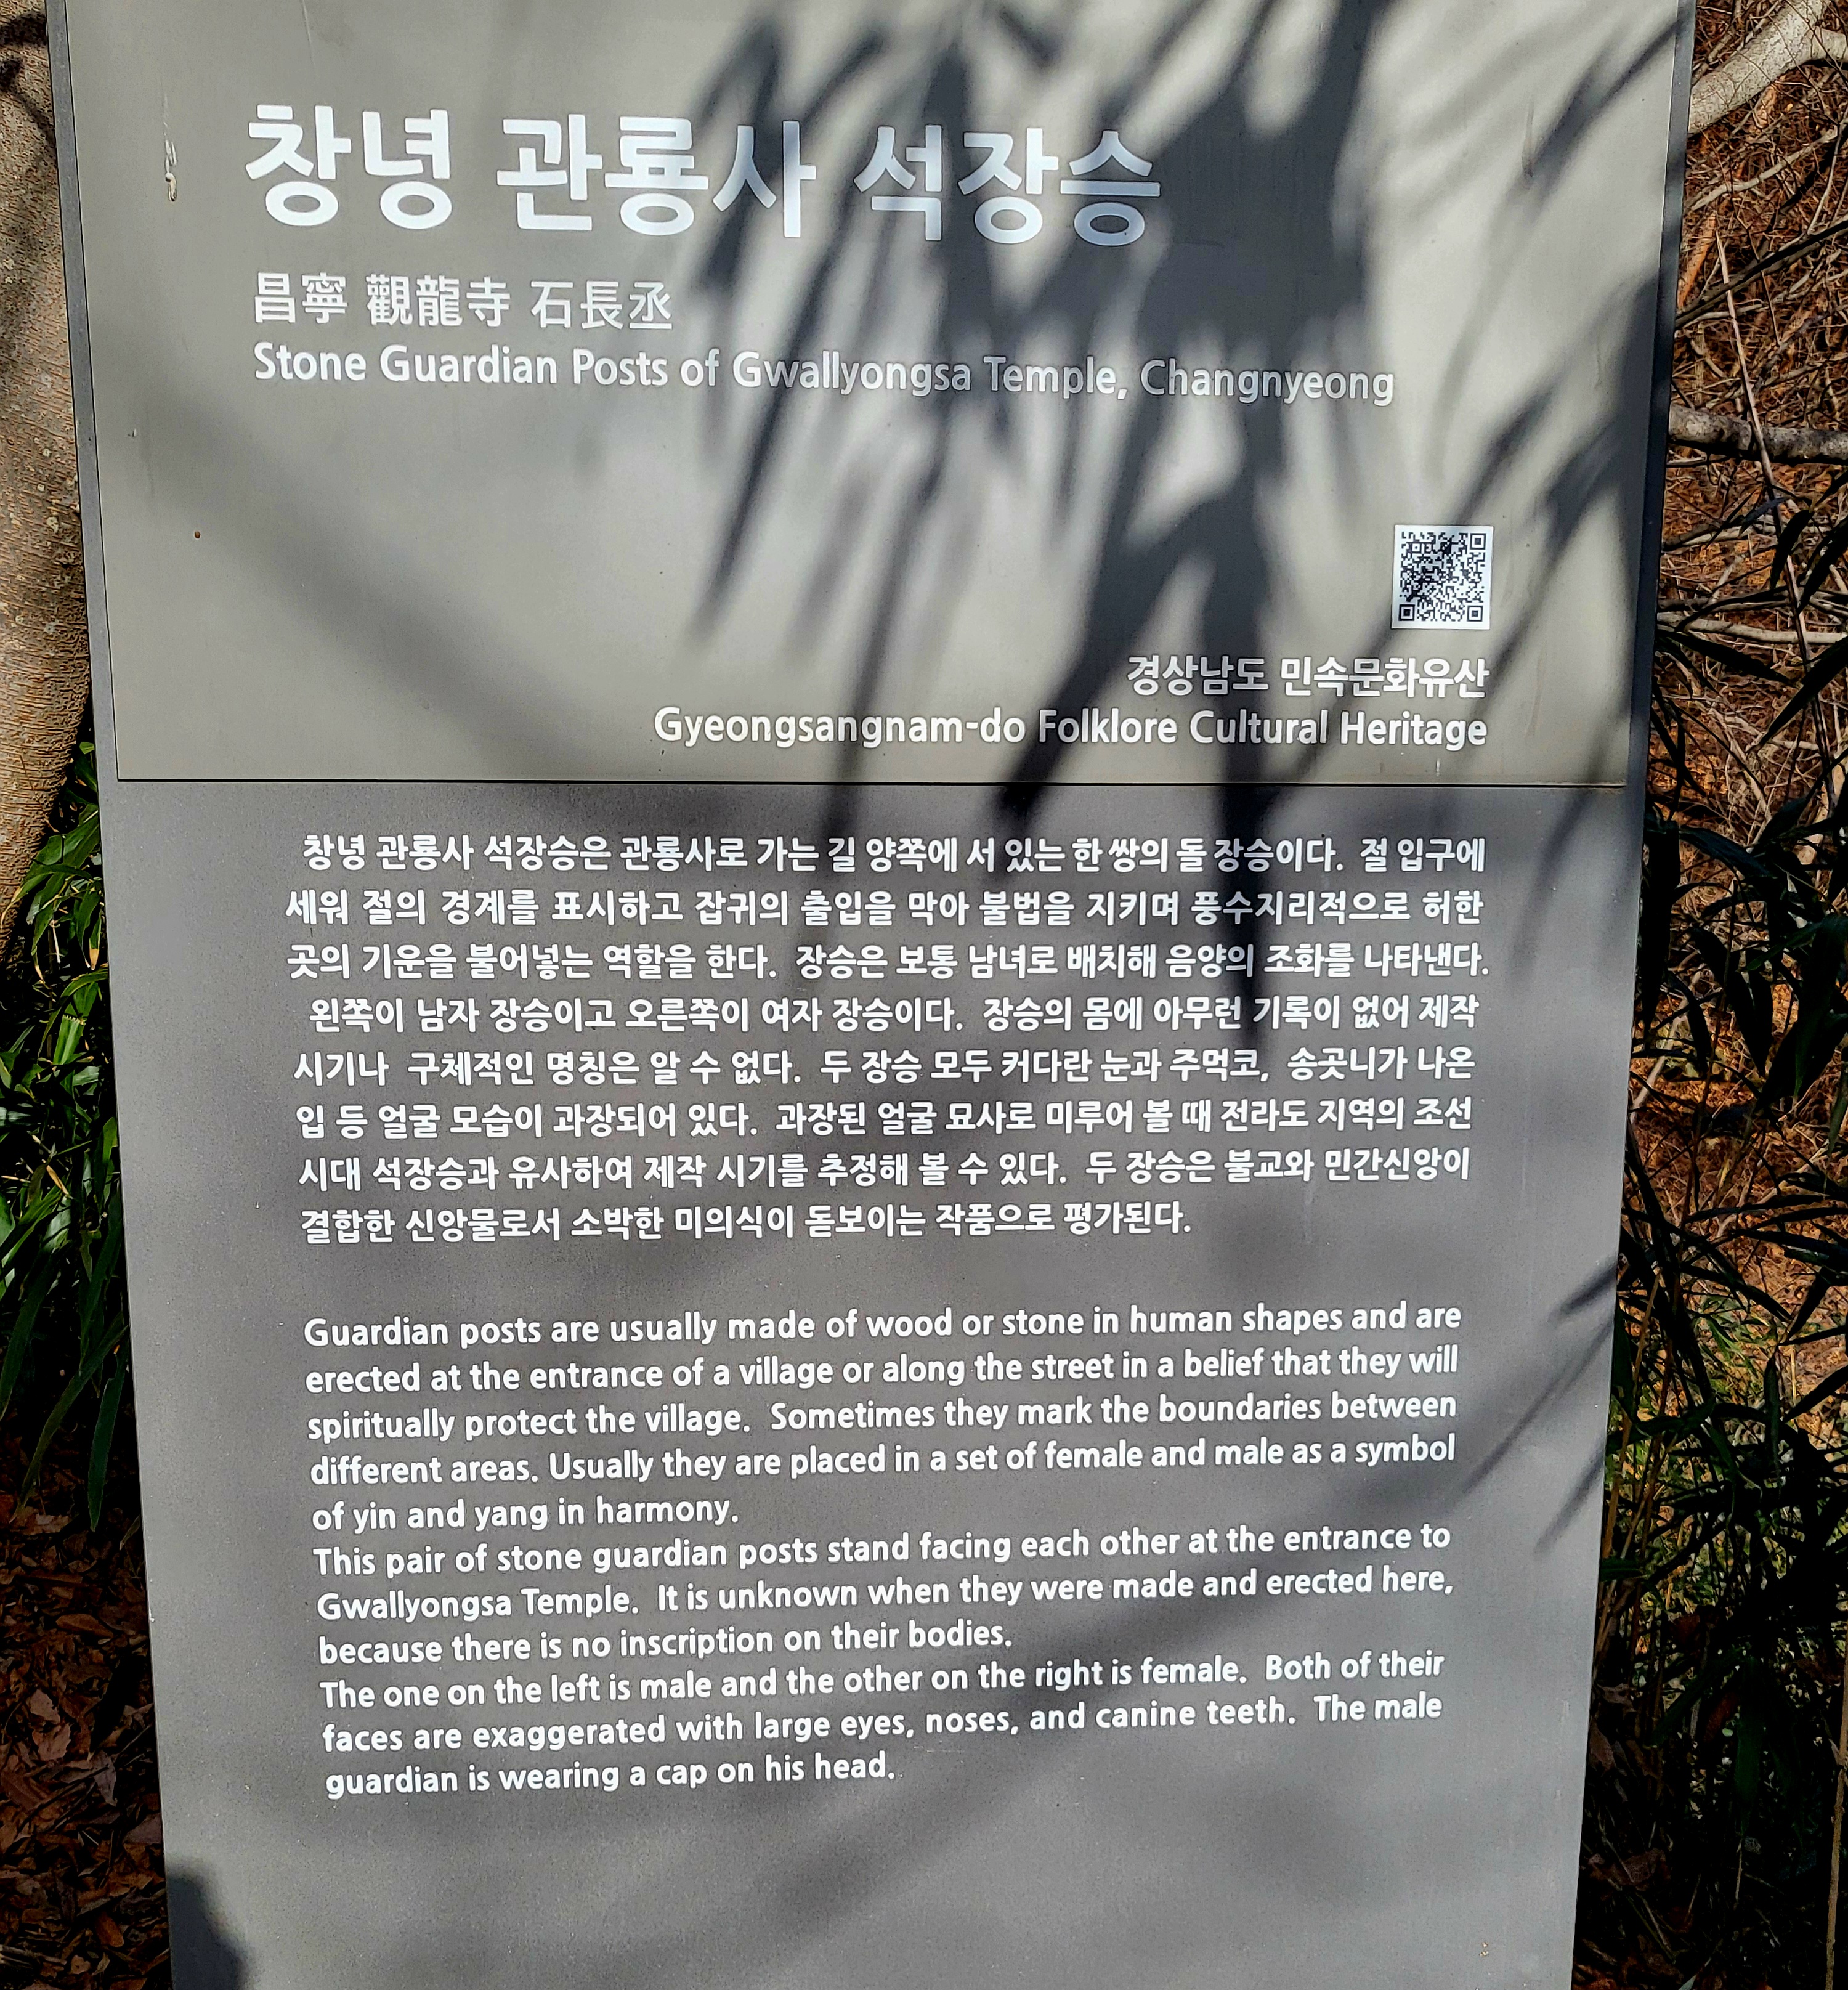 창녕 관룡사 석장승
昌寧 觀龍寺 石長丞
Stone Guardian Posts of Gwallyongsa Temple, Changnyeong
경상남도 민속문화유산
Gyeongsangnam-do Folklore Cultural Heritage
창녕 관룡사 석장승은 관룡사로 가는 길 양쪽에 서 있는 한 쌍의 돌 장승이다. 절 입구에
세워 절의 경계를 표시하고 잡귀의 출입을 막아 불법을 지키며 풍수지리적으로 허한
곳의 기운을 불어넣는 역할을 한다. 장승은 보통 남녀로 배치해 음양의 조화를 나타낸다.
왼쪽이 남자 장승이고 오른쪽이 여자 장승이다. 장승의 몸에 아무런 기록이 없어 제작
시기나 구체적인 명칭은 알 수 없다. 두 장승 모두 커다란 눈과 주먹코, 송곳니가 나온
입 등 얼굴 모습이 과장되어 있다. 과장된 얼굴 묘사로 미루어 볼 때 전라도 지역의 조선
시대 석장승과 유사하여 제작 시기를 추정해 볼 수 있다. 두 장승은 불교와 민간신앙이
결합한 신앙물로서 소박한 미의식이 돋보이는 작품으로 평가된다.
Guardian posts are usually made of wood or stone in human shapes and are
erected at the entrance of a village or along the street in a belief that they will
spiritually protect the village. Sometimes they mark the boundaries between
different areas. Usually they are placed in a set of female and male as a symbol
of yin and yang in harmony.
This pair of stone guardian posts stand facing each other at the entrance to
Gwallyongsa Temple. It is unknown when they were made and erected here,
because there is no inscription on their bodies.
The one on the left is male and the other on the right is female. Both of their
faces are exaggerated with large eyes, noses, and canine teeth. The male
guardian is wearing a cap on his head.